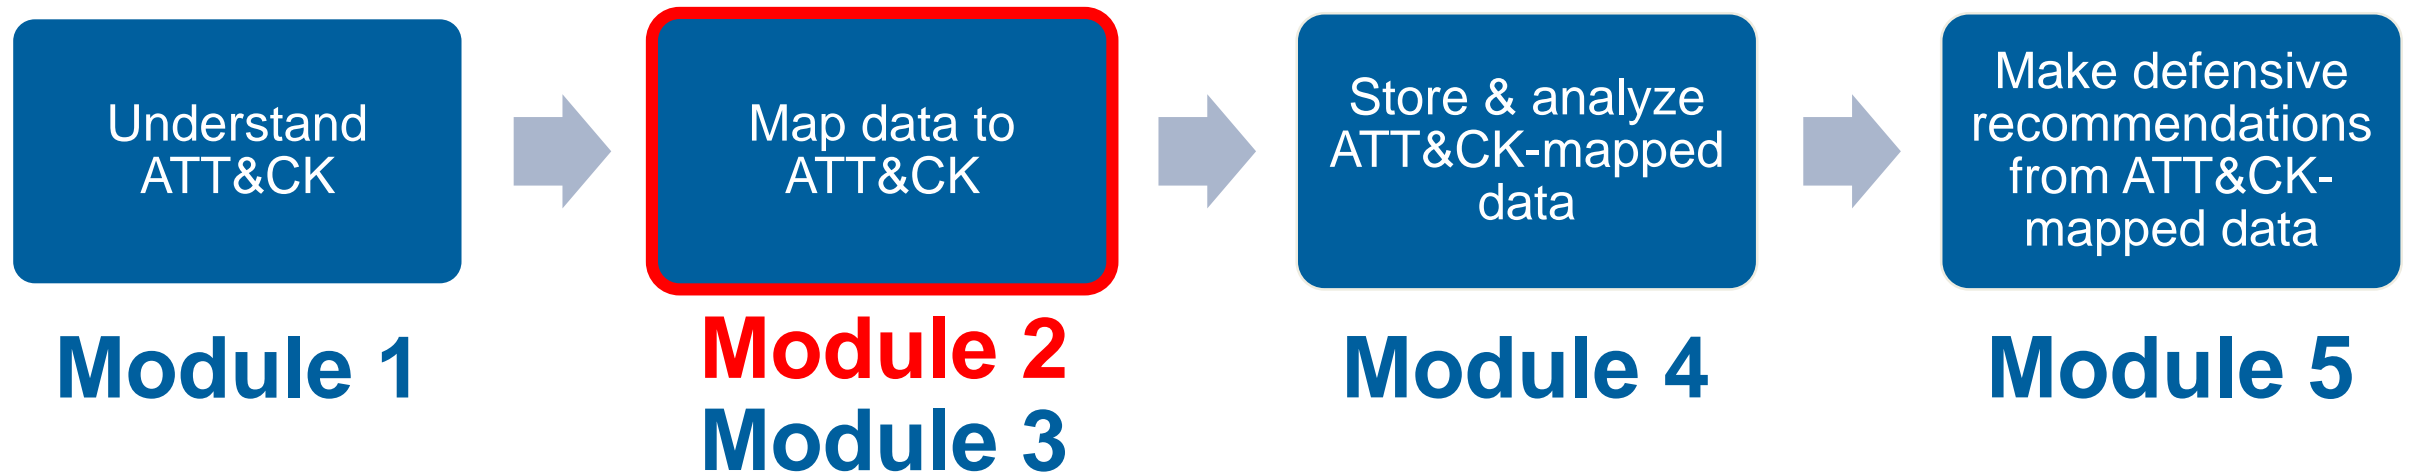 Understand
ATT&CK
Map data to
ATT&CK
Store & analyze
ATT&CK-mapped
data
Make defensive
recommendations
from ATT&CK-
mapped data
Module 1
Module 2
Module 3
Module 4
Module 5